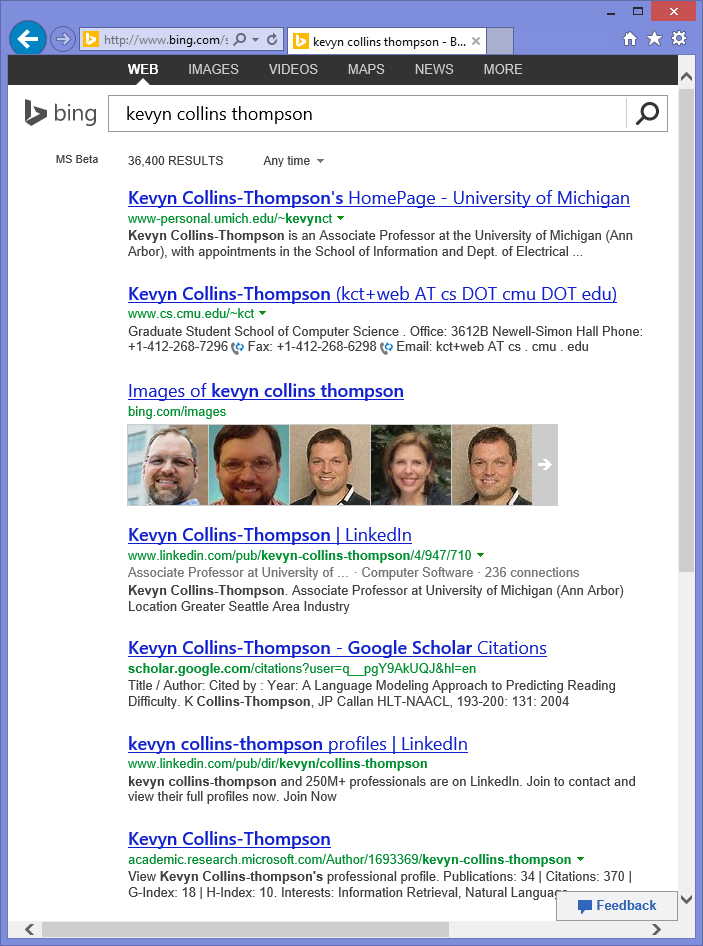 http://www.bing.com/s
kevyn collins thompson - B...
WEB IMAGES VIDEOS MAPS NEWS MORE
bing
kevyn collins thompson
MS Beta
36,400 RESULTS Any time
Kevyn Collins-Thompson's HomePage - University of Michigan
www-personal.umich.edu/~kevynct
Kevyn Collins-Thompson is an Associate Professor at the University of Michigan (Ann
Arbor), with appointments in the School of Information and Dept. of Electrical ...
Kevyn Collins-Thompson (kct+web AT cs DOT cmu DOT edu)
www.cs.cmu.edu/~kct
Graduate Student School of Computer Science . Office: 3612B Newell-Simon Hall Phone:
+1-412-268-7296 Fax: +1-412-268-6298 Email: kct+web AT cs . cmu . edu
Images of kevyn collins thompson
bing.com/images
Kevyn Collins-Thompson | LinkedIn
www.linkedin.com/pub/kevyn-collins-thompson/4/947/710
Associate Professor at University of ... · Computer Software · 236 connections
Kevyn Collins-Thompson. Associate Professor at University of Michigan (Ann Arbor)
Location Greater Seattle Area Industry
Kevyn Collins-Thompson - Google Scholar Citations
scholar.google.com/citations?user=q__pgY9AkUQJ&hl=en
Title / Author: Cited by : Year: A Language Modeling Approach to Predicting Reading
Difficulty. K Collins-Thompson, JP Callan HLT-NAACL, 193-200: 131: 2004
kevyn collins-thompson profiles | LinkedIn
www.linkedin.com/pub/dir/kevyn/collins-thompson
kevyn collins-thompson and 250M+ professionals are on LinkedIn. Join to contact and
view their full profiles now. Join Now
Kevyn Collins-Thompson
academic.research.microsoft.com/Author/1693369/kevyn-collins-thompson
View Kevyn Collins-thompson's professional profile. Publications: 34 | Citations: 370 |
G-Index: 18 | H-Index: 10. Interests: Information Retrieval, Natural Language
Feedback